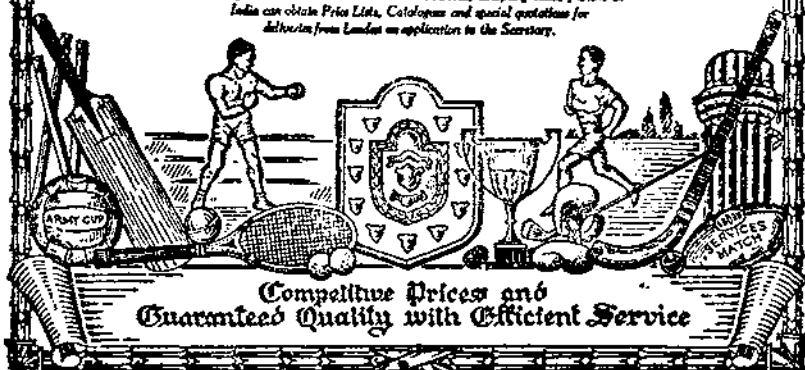 India can obtain Price Lists, Catalogues and special quotations for
deliveries from London on application to the Secretary.
ARMY CUP
SERVICES
MATCH
Competitive Prices and
Guaranteed Quality with Efficient Service